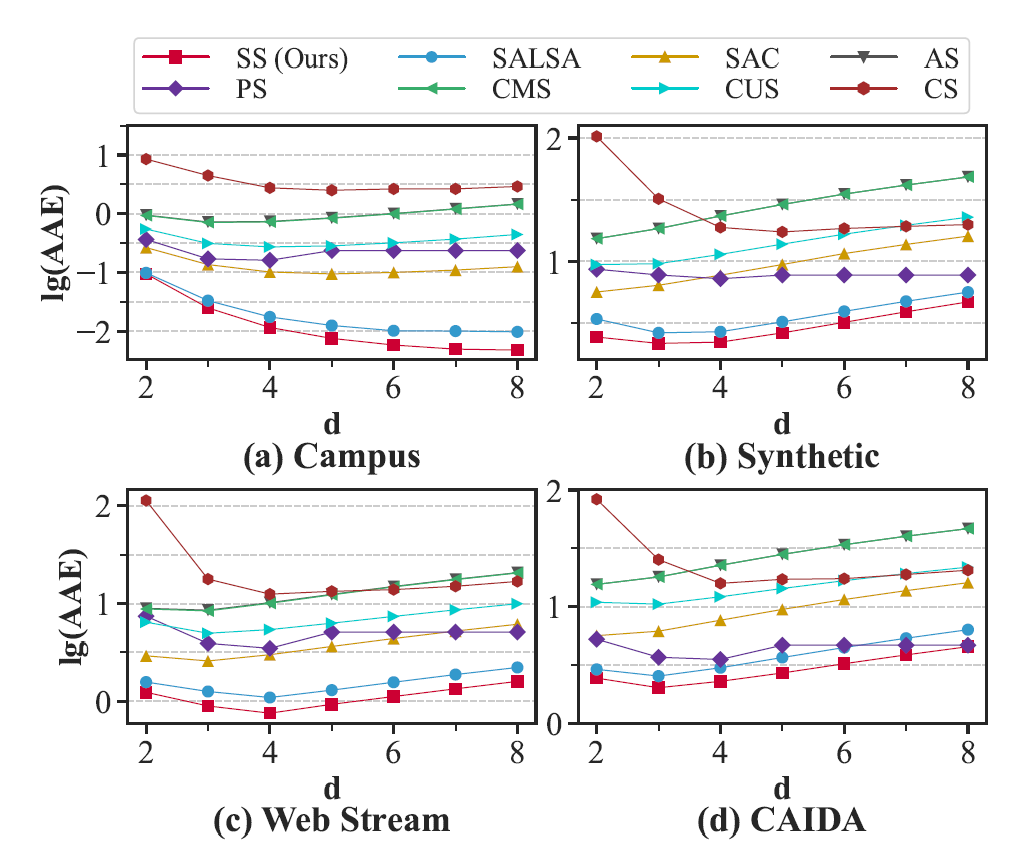 SS (Ours) SALSA SAC AS
PS CMS CUS CS
lg(AAE)
1
0
−1
−2
2 4 6 8
d
(a) Campus
2
1
2 4 6 8
d
(b) Synthetic
lg(AAE)
2
1
0
2 4 6 8
d
(c) Web Stream
2
1
0
2 4 6 8
d
(d) CAIDA